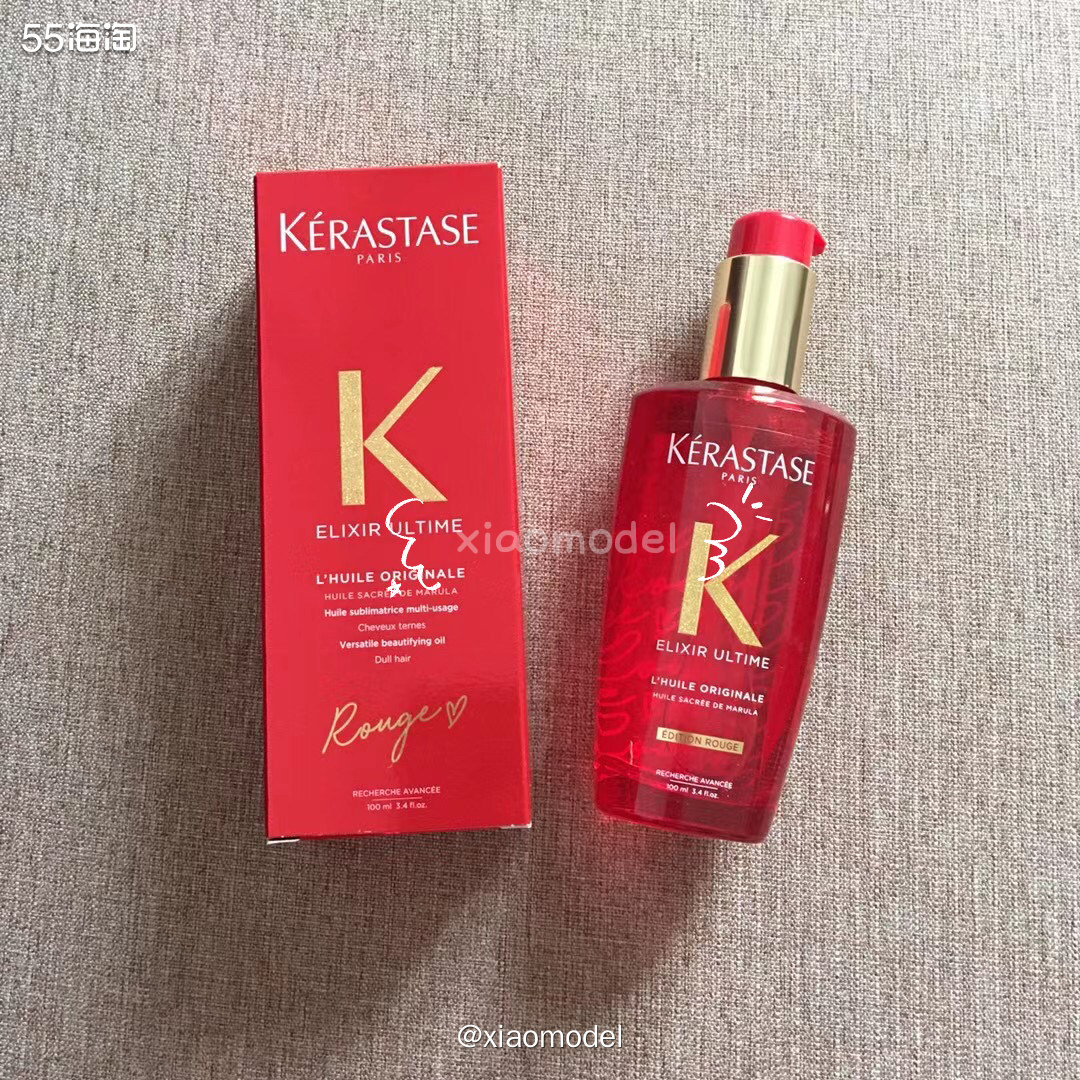 55海淘
KÉRASTASE
PARIS
K
ELIXIR ULTIME
L'HUILE ORIGINALE
HUILE SACRÉE DE MARULA
Huile sublimatrice multi-usage
Cheveux ternes
Versatile beautifying oil
Dull hair
Rouge
RECHERCHE AVANCÉE
100 ml 3.4 fl.oz.
KÉRASTASE
PARIS
K
ELIXIR ULTIME
L'HUILE ORIGINALE
HUILE SACRÉE DE MARULA
ÉDITION ROUGE
RECHERCHE AVANCÉE
100 ml 3.4 fl.oz.
xiaomodel
@xiaomodel